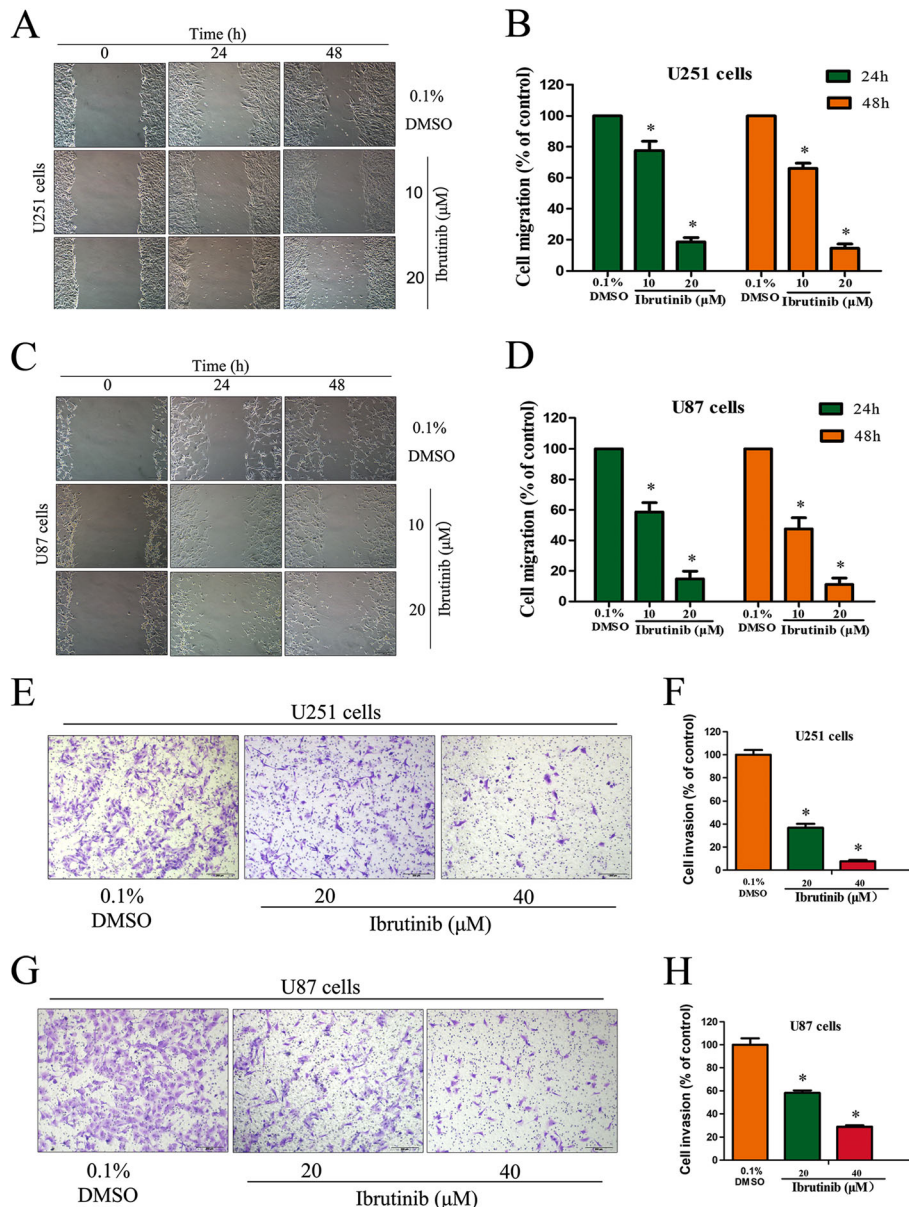 A
Time (h)
0 24 48
0.1%
DMSO
U251 cells
10
20
Ibrutinib (μM)
B
U251 cells
24h
48h
Cell migration (% of control)
120
100
80
60
40
20
0
* * * *
0.1% 10 20 0.1% 10 20
DMSO Ibrutinib (μM) DMSO Ibrutinib (μM)
C
Time (h)
0 24 48
0.1%
DMSO
U87 cells
10
20
Ibrutinib (μM)
D
U87 cells
24h
48h
Cell migration (% of control)
120
100
80
60
40
20
0
* * * *
0.1% 10 20 0.1% 10 20
DMSO Ibrutinib (μM) DMSO Ibrutinib (μM)
E
U251 cells
0.1% 20 40
DMSO Ibrutinib (μM)
F
U251 cells
Cell invasion (% of control)
120
100
80
60
40
20
0
* *
0.1% 20 40
DMSO Ibrutinib (μM)
G
U87 cells
0.1% 20 40
DMSO Ibrutinib (μM)
H
U87 cells
Cell invasion (% of control)
120
100
80
60
40
20
0
* *
0.1% 20 40
DMSO Ibrutinib (μM)